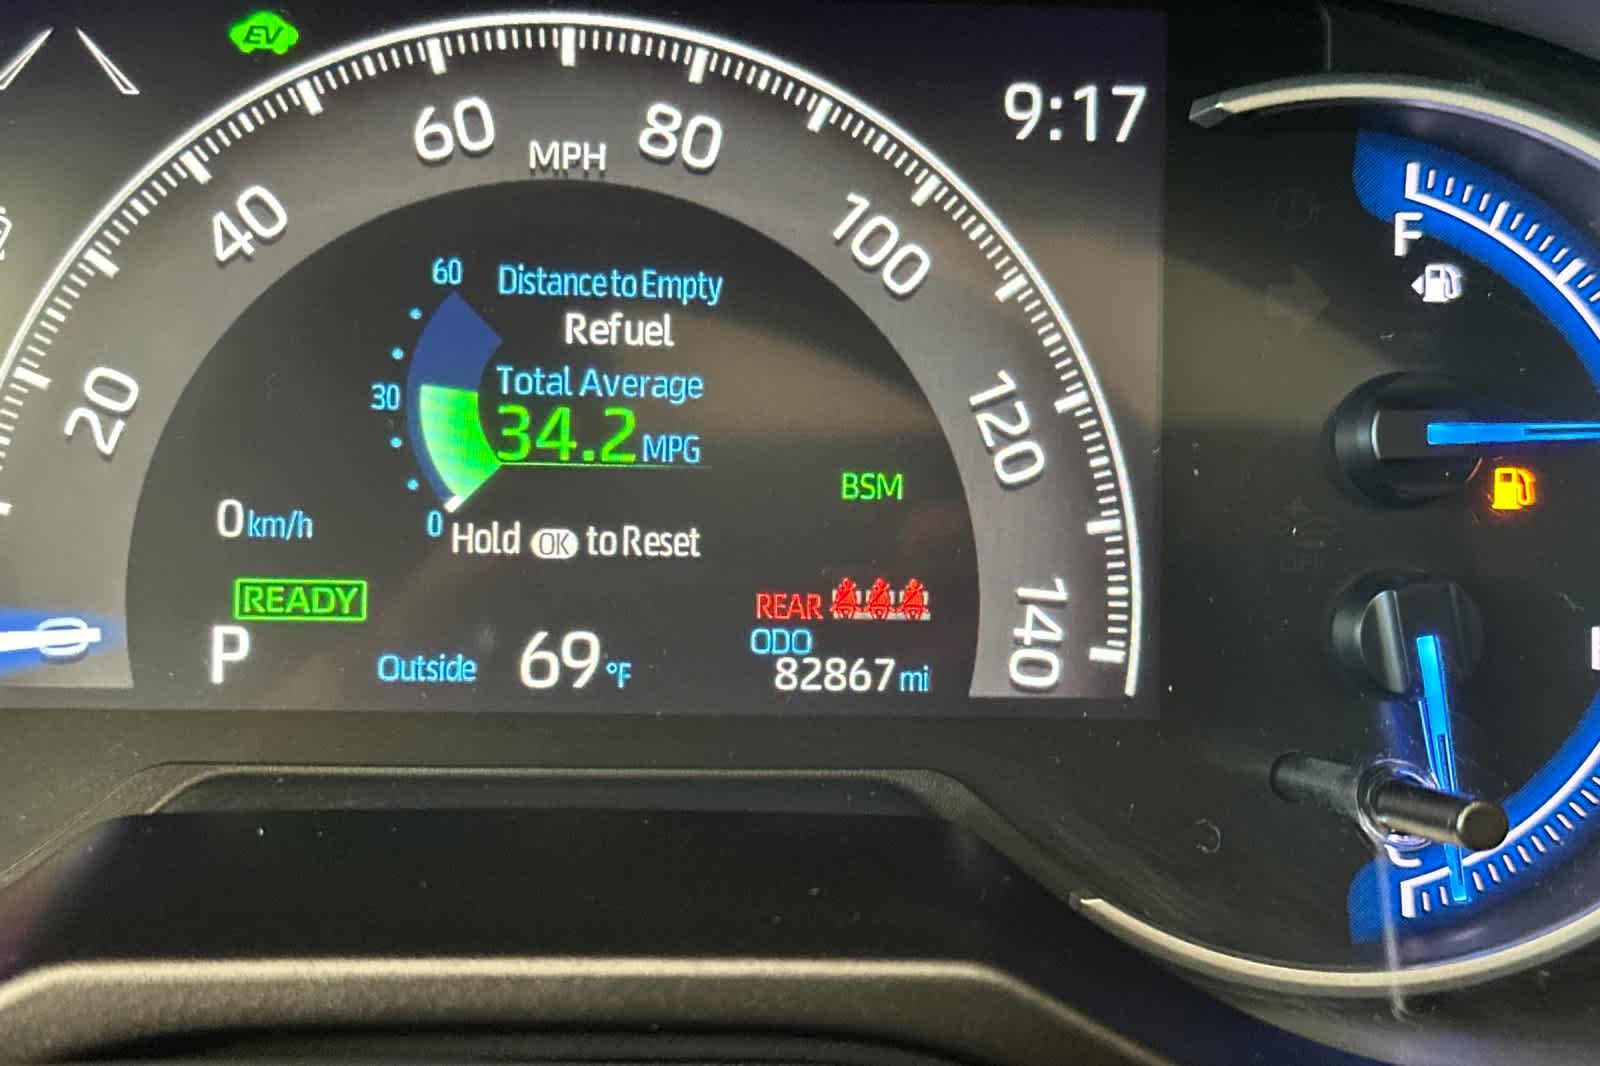 EV
9:17
60
MPH
80
40
100
20
120
140
0
60
Distance to Empty
Refuel
30
Total Average
34.2 MPG
0
Hold OK to Reset
BSM
0 km/h
READY
P
Outside 69 °F
REAR
ODO
82867 mi
F